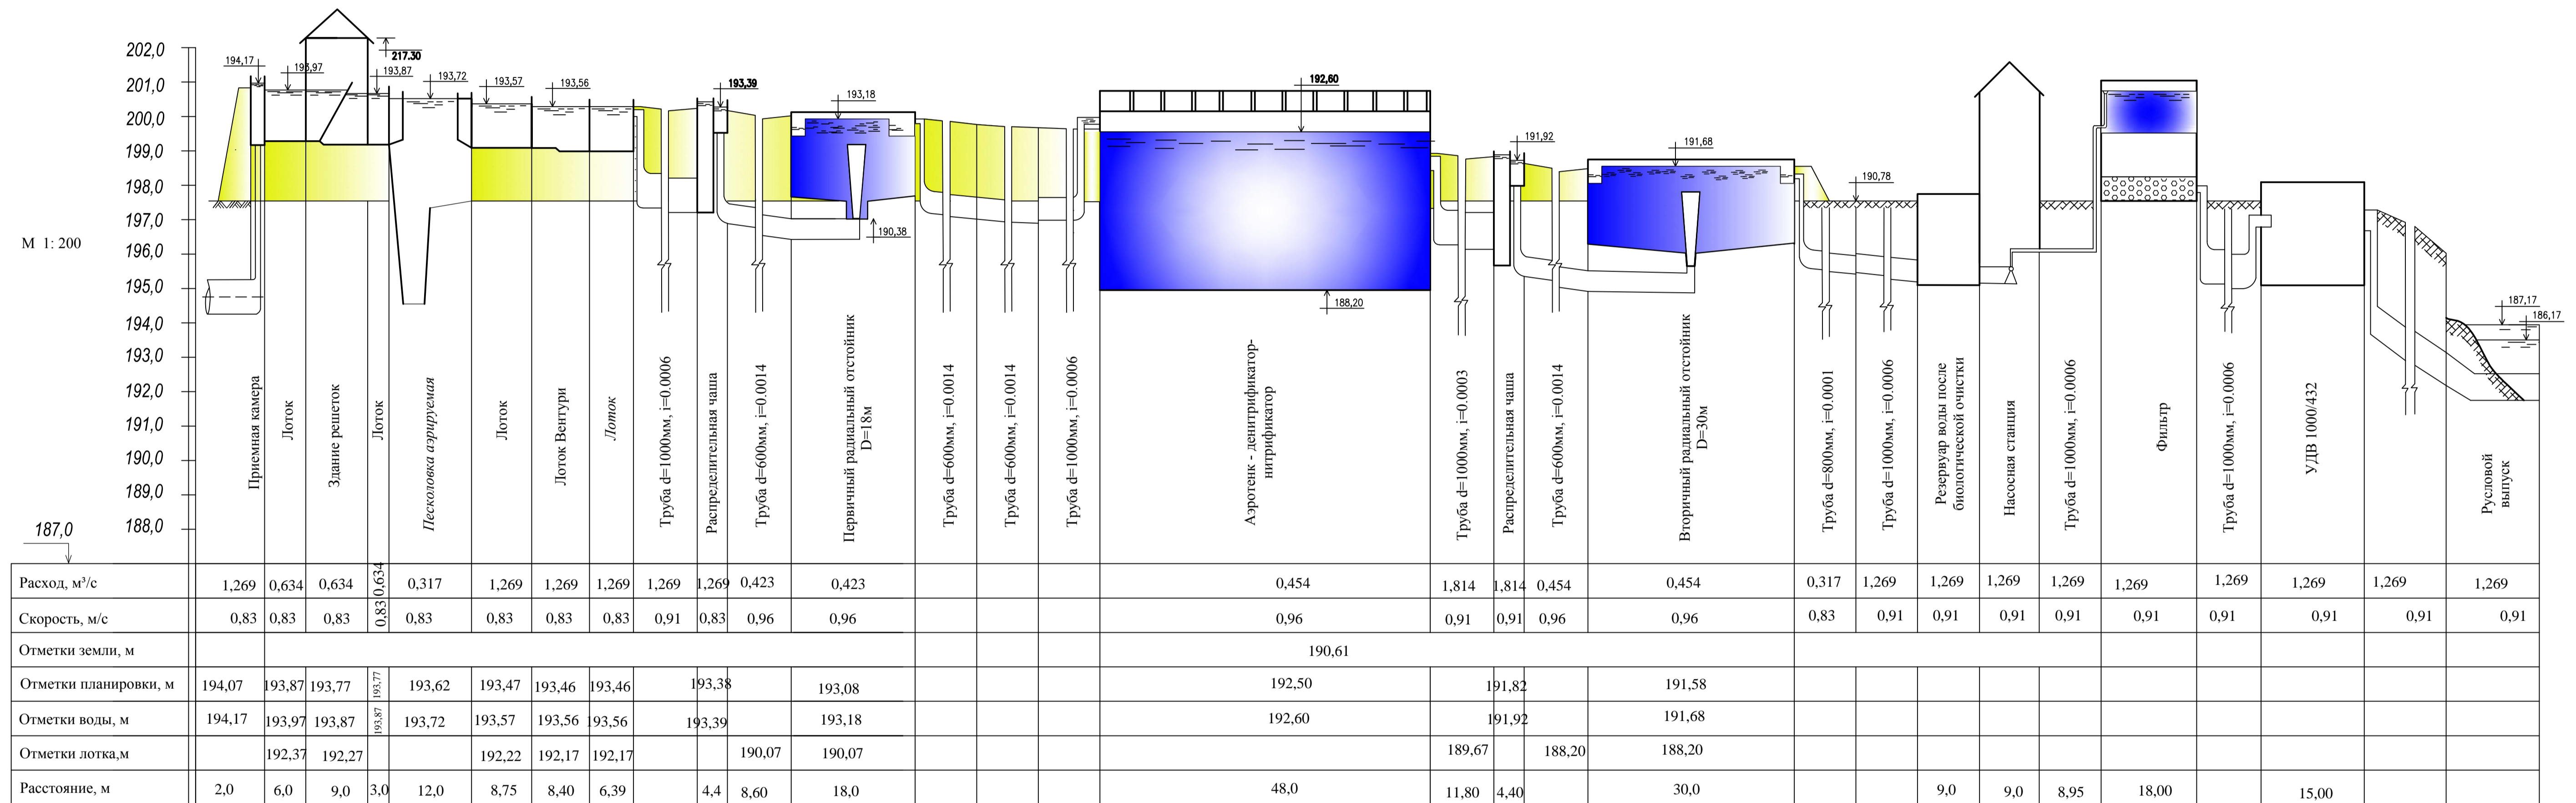 202,0
201,0
200,0
199,0
198,0
197,0
196,0
195,0
194,0
193,0
192,0
191,0
190,0
189,0
188,0
187,0
М 1: 200
194,17
193,97
217.30
193,87
193,72
193,57
193,56
193,39
193,18
190,38
192,60
188,20
191,92
191,68
190,78
187,17
186,17
Приемная камера
Лоток
Здание решеток
Лоток
Песколовка аэрируемая
Лоток
Лоток Вентури
Лоток
Труба d=1000мм, i=0.0006
Распределительная чаша
Труба d=600мм, i=0.0014
Первичный радиальный отстойник
D=18м
Труба d=600мм, i=0.0014
Труба d=600мм, i=0.0014
Труба d=1000мм, i=0.0006
Аэротенк - денитрификатор-
нитрификатор
Труба d=1000мм, i=0.0003
Распределительная чаша
Труба d=600мм, i=0.0014
Вторичный радиальный отстойник
D=30м
Труба d=800мм, i=0.0001
Труба d=1000мм, i=0.0006
Резервуар воды после
биологической очистки
Насосная станция
Труба d=1000мм, i=0.0006
Фильтр
Труба d=1000мм, i=0.0006
УДВ 1000/432
Русловой
выпуск
Расход, м³/с 1,269 0,634 0,634 0,634 0,317 1,269 1,269 1,269 1,269 1,269 0,423 0,423 0,454 1,814 1,814 0,454 0,454 0,317 1,269 1,269 1,269 1,269 1,269 1,269 1,269 1,269 1,269
Скорость, м/с 0,83 0,83 0,83 0,83 0,83 0,83 0,83 0,83 0,91 0,83 0,96 0,96 0,96 0,91 0,91 0,96 0,96 0,83 0,91 0,91 0,91 0,91 0,91 0,91 0,91 0,91 0,91
Отметки земли, м 190,61
Отметки планировки, м 194,07 193,87 193,77 193,77 193,62 193,47 193,46 193,46 193,38 193,08 192,50 191,82 191,58
Отметки воды, м 194,17 193,97 193,87 193,87 193,72 193,57 193,56 193,56 193,39 193,18 192,60 191,92 191,68
Отметки лотка,м 192,37 192,27 192,22 192,17 192,17 190,07 190,07 189,67 188,20 188,20
Расстояние, м 2,0 6,0 9,0 3,0 12,0 8,75 8,40 6,39 4,4 8,60 18,0 48,0 11,80 4,40 30,0 9,0 9,0 8,95 18,00 15,00